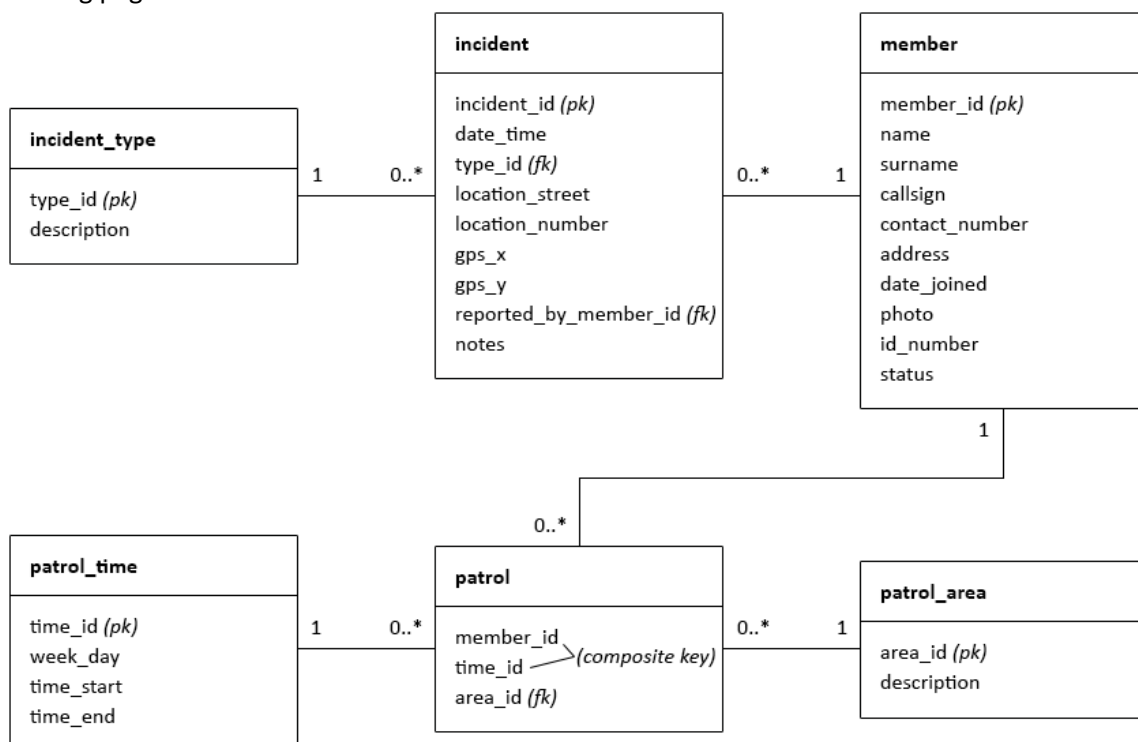 incident
incident_id (pk)
date_time
type_id (fk)
location_street
location_number
gps_x
gps_y
reported_by_member_id (fk)
notes
member
member_id (pk)
name
surname
callsign
contact_number
address
date_joined
photo
id_number
status
incident_type
type_id (pk)
description
1
0..*
0..*
1
1
0..*
patrol_time
time_id (pk)
week_day
time_start
time_end
1
0..*
patrol
member_id
time_id
(composite key)
area_id (fk)
0..*
1
patrol_area
area_id (pk)
description